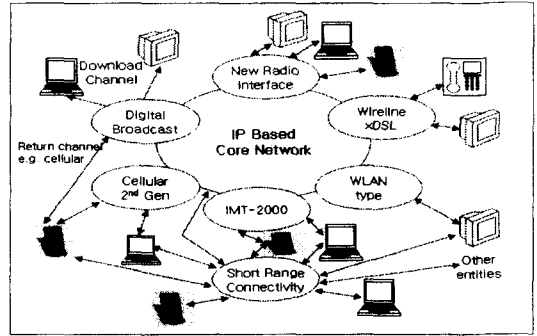 Download
Channel
New Radio
Interface
Digital
Broadcast
Wireline
xDSL
IP Based
Core Network
Return channel
e.g. cellular
Cellular
2nd Gen
WLAN
type
IMT-2000
Short Range
Connectivity
Other
entities